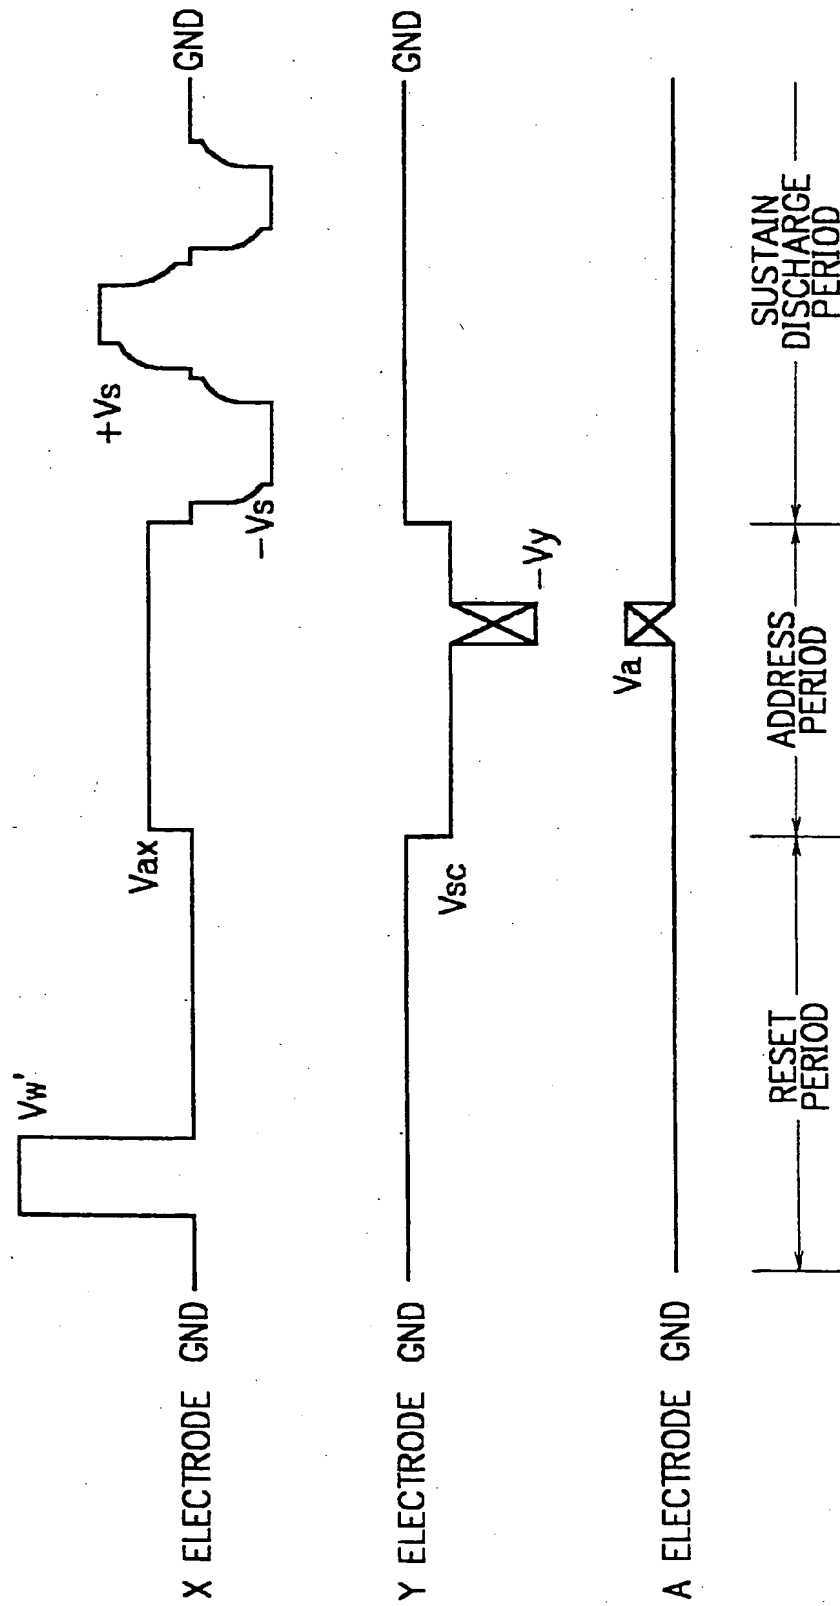 Vw'
Vax
+Vs
−Vs
X ELECTRODE GND
GND
Vsc
−Vy
Y ELECTRODE GND
GND
Va
A ELECTRODE GND
RESET
PERIOD
ADDRESS
PERIOD
SUSTAIN
DISCHARGE
PERIOD